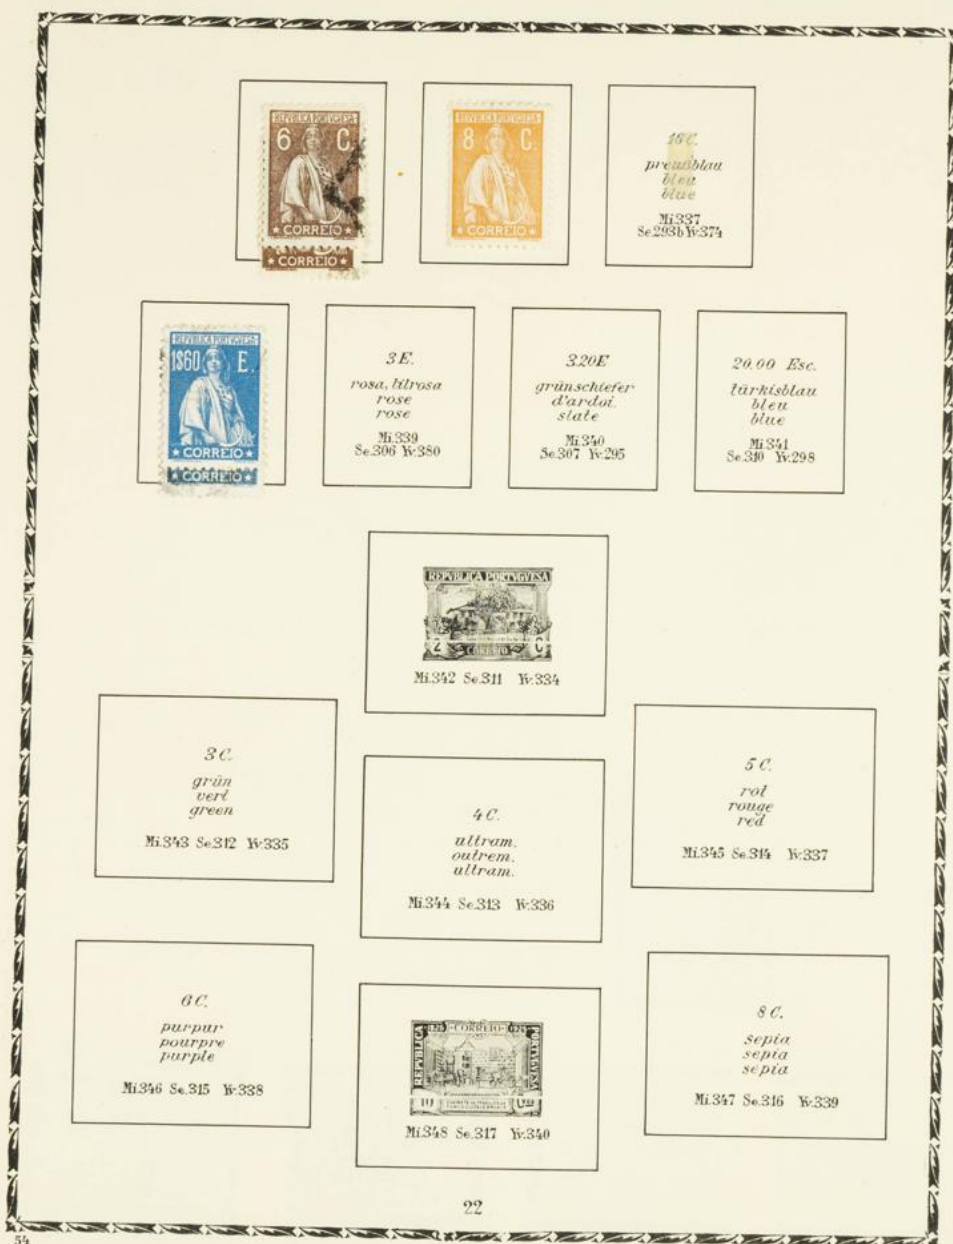 REPUBLICA PORTUGUESA
6 C.
CORREIO
CORREIO
REPUBLICA PORTUGUESA
8 C.
CORREIO
16 C.
preußblau
bleu
blue
Mi.337
Se.293b Yv.374
REPUBLICA PORTUGUESA
1$60 E.
CORREIO
CORREIO
3 E.
rosa, lilrosa
rose
rose
Mi.339
Se.306 Yv.380
3.20E
grünschiefer
d'ardoi.
slate
Mi.340
Se.307 Yv.295
20.00 Esc.
türkisblau
bleu
blue
Mi.341
Se.310 Yv.298
REPVBLICA PORTVGVESA
2 C
CORREIO
Mi.342 Se.311 Yv.334
3 C.
grün
vert
green
Mi.343 Se.312 Yv.335
4 C.
ultram.
outrem.
ultram.
Mi.344 Se.313 Yv.336
5 C.
rot
rouge
red
Mi.345 Se.314 Yv.337
6 C.
purpur
pourpre
purple
Mi.346 Se.315 Yv.338
1926 CORREIO 1926
REPUBLICA
PORTVGUESA
10
Mi.348 Se.317 Yv.340
8 C.
sepia
sepia
sepia
Mi.347 Se.316 Yv.339
22
54